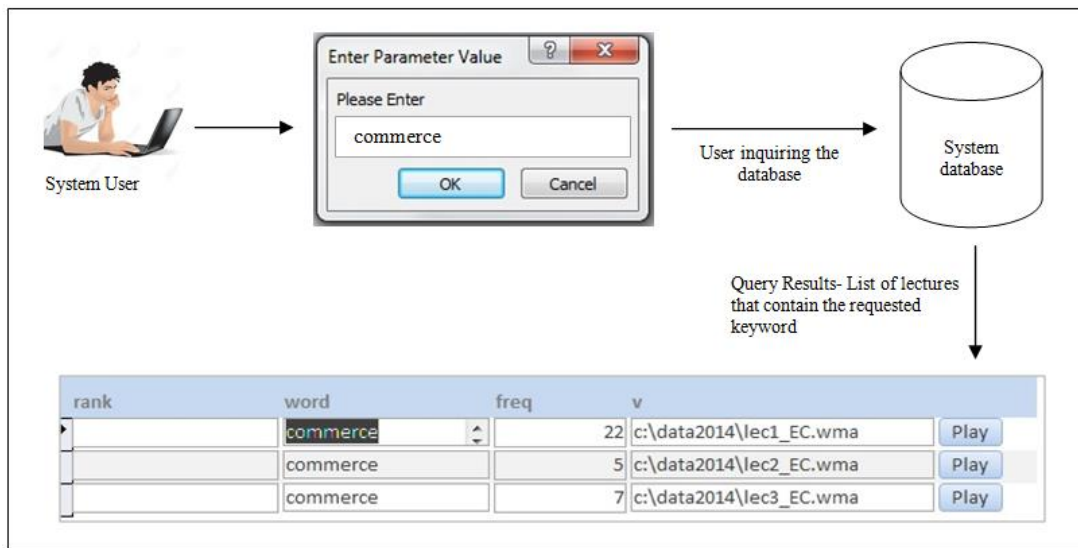 Enter Parameter Value
?
X
Please Enter
commerce
OK
Cancel
System User
User inquiring the
database
System
database
Query Results- List of lectures
that contain the requested
keyword
rank word freq v
commerce 22 c:\data2014\lec1_EC.wma Play
commerce 5 c:\data2014\lec2_EC.wma Play
commerce 7 c:\data2014\lec3_EC.wma Play